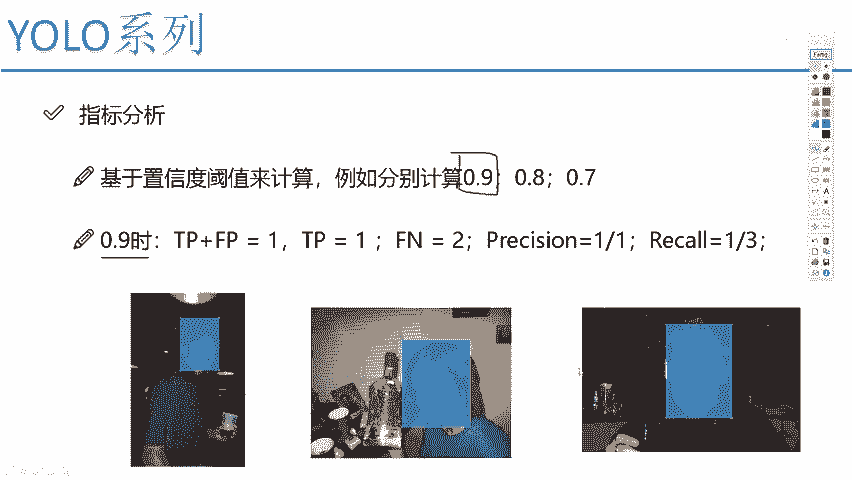 YOLO系列
指标分析
基于置信度阈值来计算，例如分别计算0.9；0.8；0.7
0.9时：TP+FP = 1，TP = 1；FN = 2；Precision=1/1；Recall=1/3；